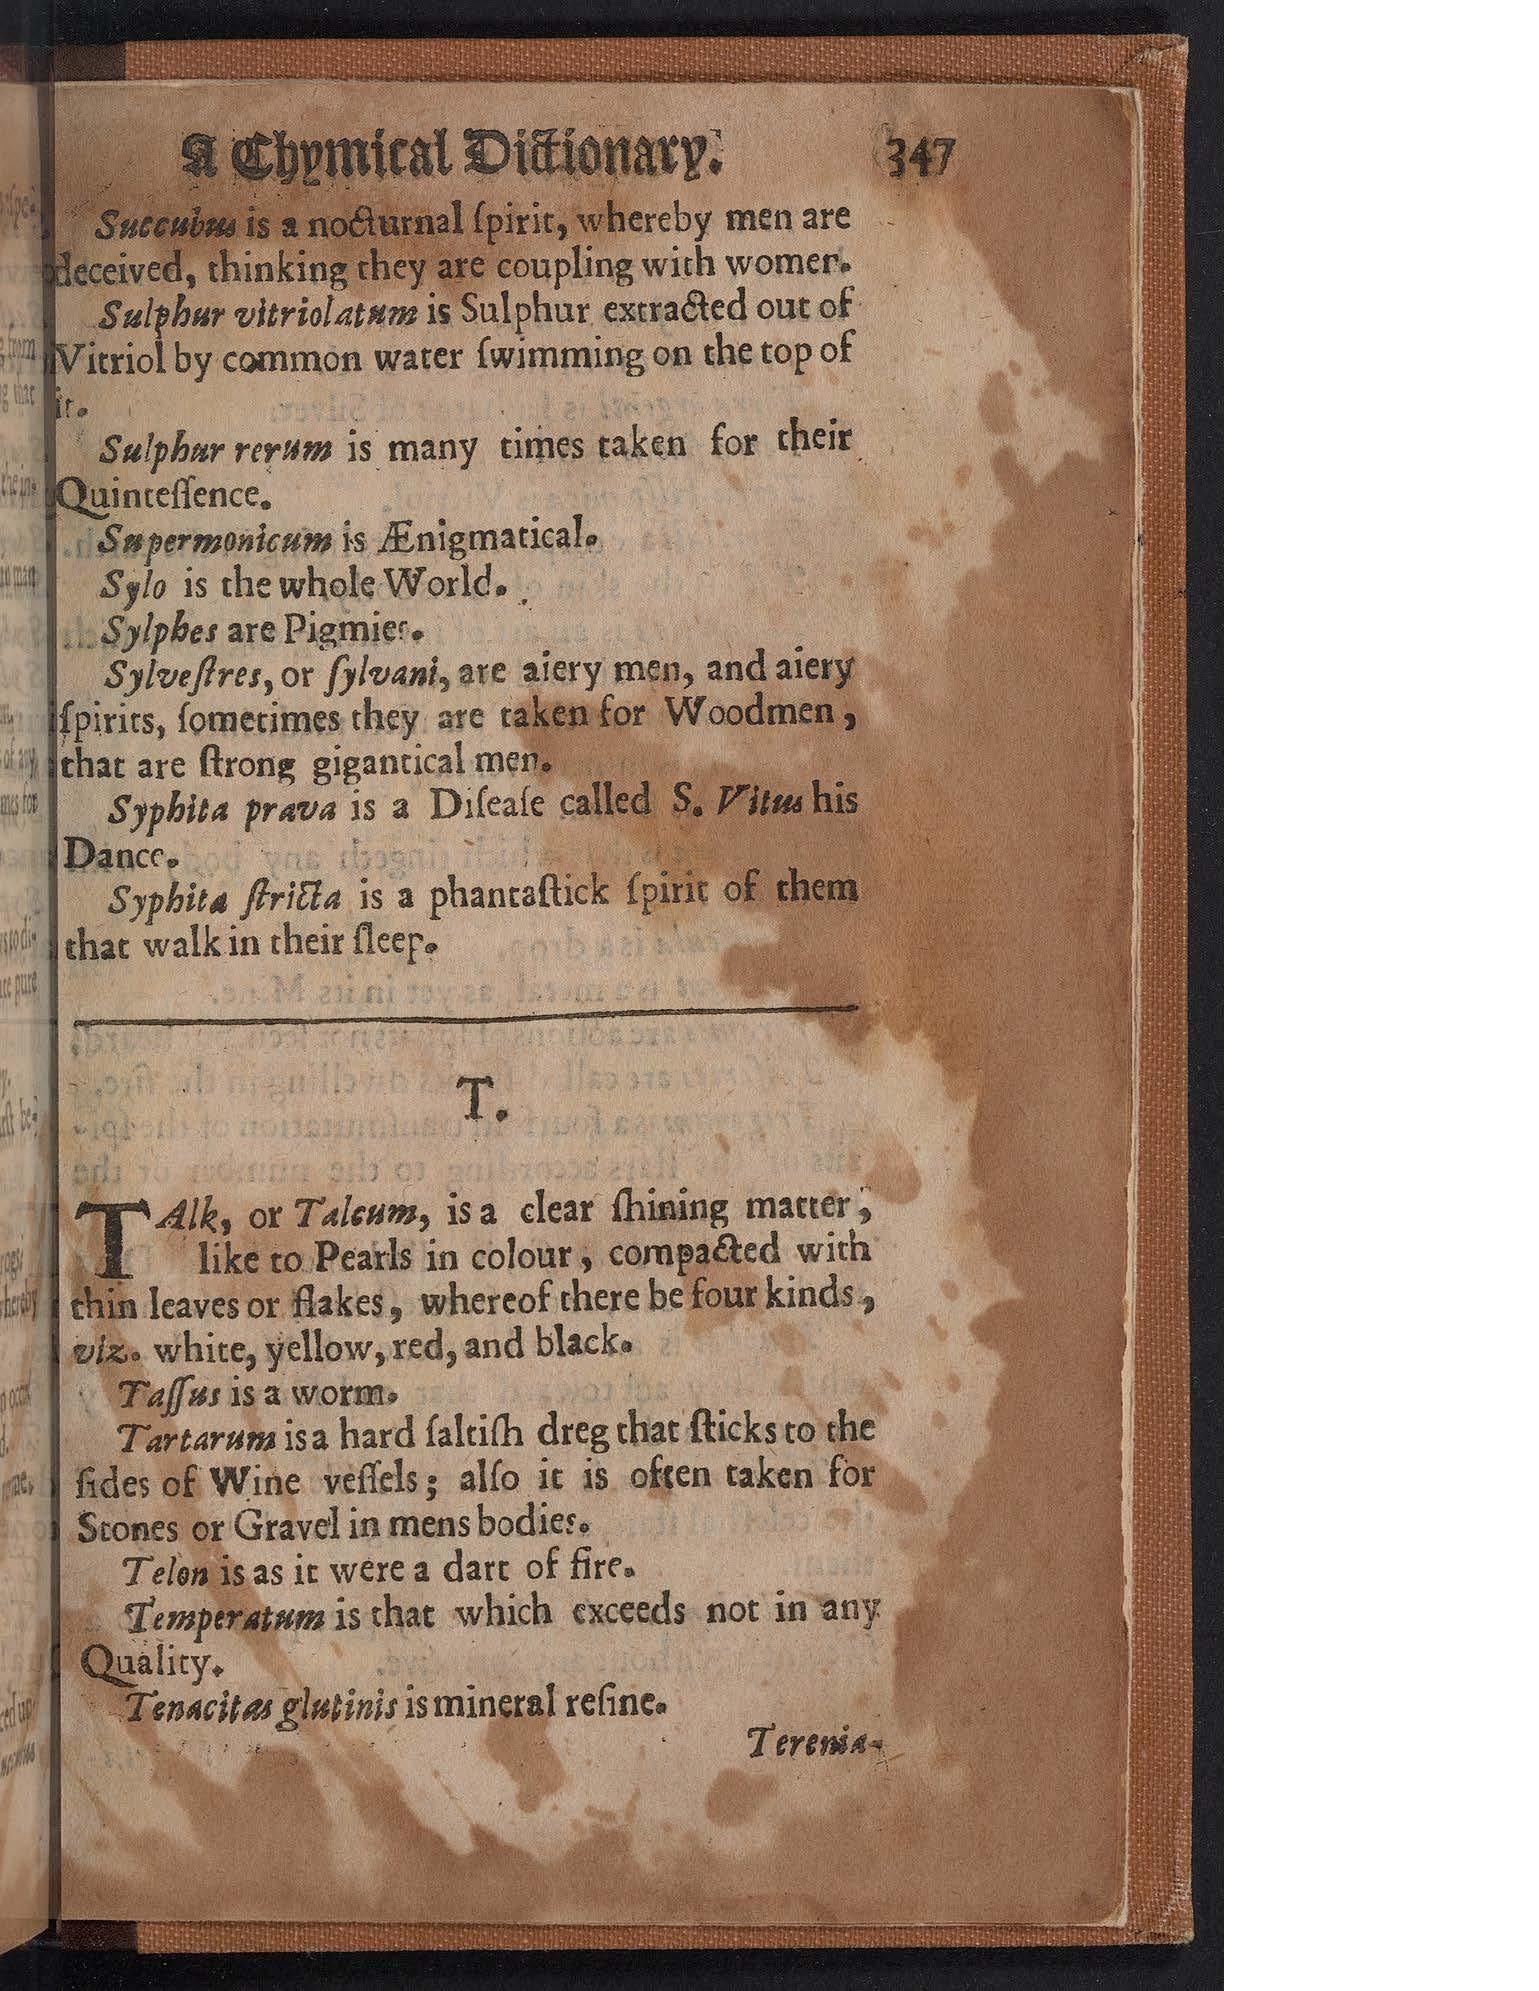 A Chymical Dictionary. 347
Succubus is a nocturnal ſpirit, whereby men are
deceived, thinking they are coupling with women.
Sulphur vitriolatum is Sulphur extracted out of
Vitriol by common water ſwimming on the top of
it.
Sulphur rerum is many times taken for their
Quinteſſence.
Supermonicum is Ænigmatical.
Sylo is the whole World.
Sylphes are Pigmies.
Sylveſtres, or ſylvani, are aiery men, and aiery
ſpirits, ſometimes they are taken for Woodmen,
that are ſtrong gigantical men.
Syphita prava is a Diſeaſe called S. Vitus his
Dance.
Syphita ſtricta is a phantaſtick ſpirit of them
that walk in their ſleep.
T.
TAlk, or Talcum, is a clear ſhining matter,
like to Pearls in colour, compacted with
thin leaves or flakes, whereof there be four kinds,
viz. white, yellow, red, and black.
Taſſus is a worm.
Tartarum is a hard ſaltiſh dreg that ſticks to the
ſides of Wine veſſels; alſo it is often taken for
Stones or Gravel in mens bodies.
Telon is as it were a dart of fire.
Temperatum is that which exceeds not in any
Quality.
Tenacitas glutinis is mineral reſine.
Terenia-